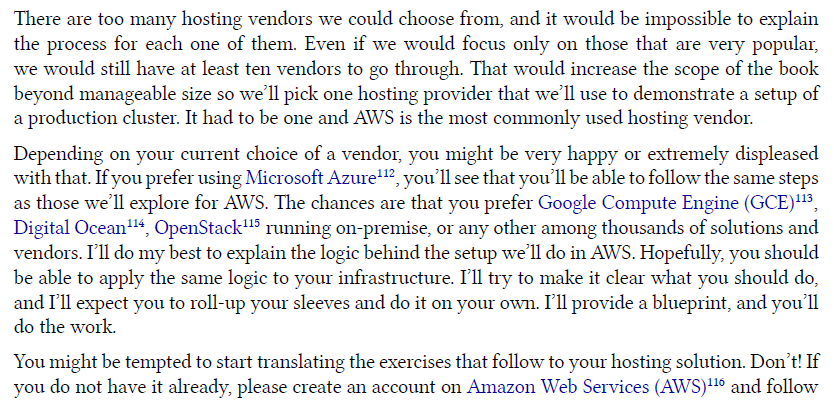 There are too many hosting vendors we could choose from, and it would be impossible to explain
the process for each one of them. Even if we would focus only on those that are very popular,
we would still have at least ten vendors to go through. That would increase the scope of the book
beyond manageable size so we’ll pick one hosting provider that we’ll use to demonstrate a setup of
a production cluster. It had to be one and AWS is the most commonly used hosting vendor.
Depending on your current choice of a vendor, you might be very happy or extremely displeased
with that. If you prefer using Microsoft Azure¹¹², you’ll see that you’ll be able to follow the same steps
as those we’ll explore for AWS. The chances are that you prefer Google Compute Engine (GCE)¹¹³,
Digital Ocean¹¹⁴, OpenStack¹¹⁵ running on-premise, or any other among thousands of solutions and
vendors. I’ll do my best to explain the logic behind the setup we’ll do in AWS. Hopefully, you should
be able to apply the same logic to your infrastructure. I’ll try to make it clear what you should do,
and I’ll expect you to roll-up your sleeves and do it on your own. I’ll provide a blueprint, and you’ll
do the work.
You might be tempted to start translating the exercises that follow to your hosting solution. Don’t! If
you do not have it already, please create an account on Amazon Web Services (AWS)¹¹⁶ and follow